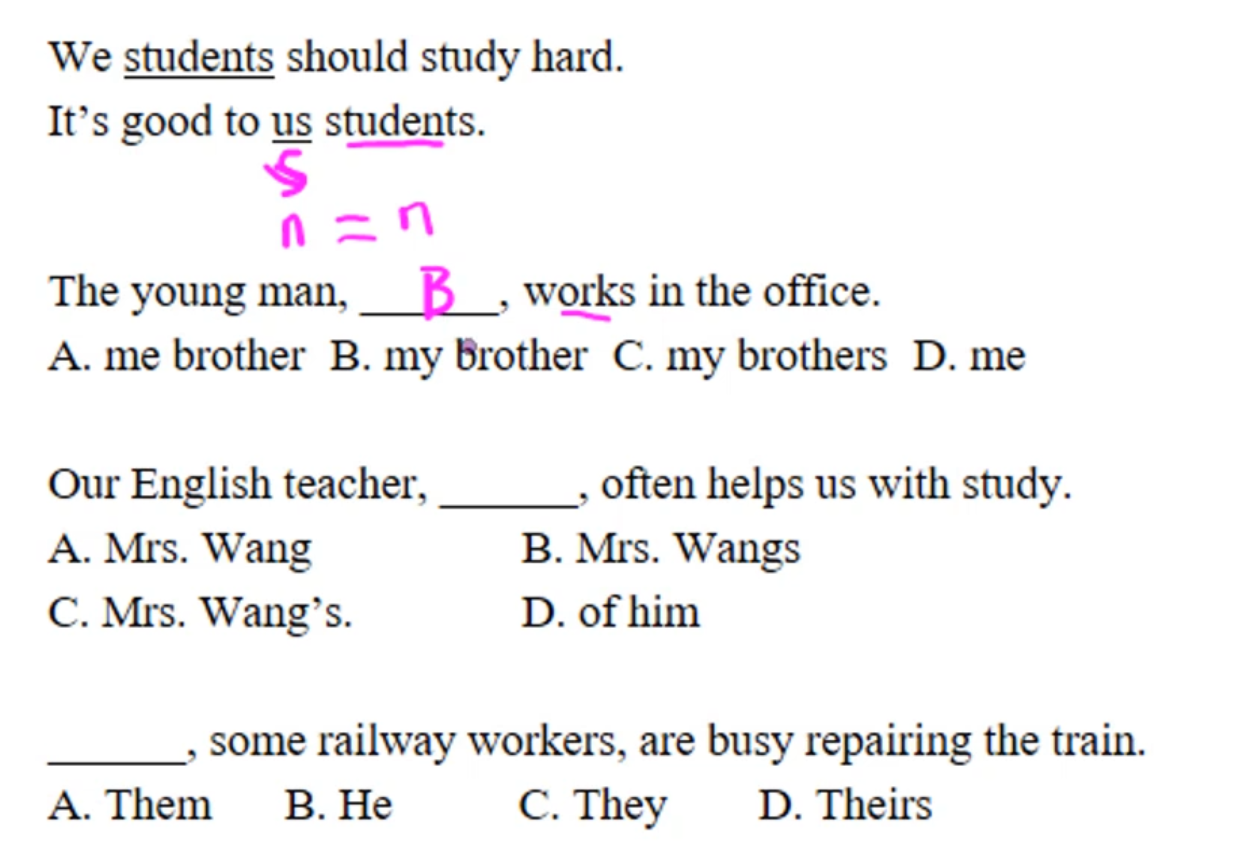 We students should study hard.
It's good to us students.
n = n
The young man, ___B___, works in the office.
A. me brother B. my brother C. my brothers D. me
Our English teacher, ______, often helps us with study.
A. Mrs. Wang B. Mrs. Wangs
C. Mrs. Wang's. D. of him
______, some railway workers, are busy repairing the train.
A. Them B. He C. They D. Theirs